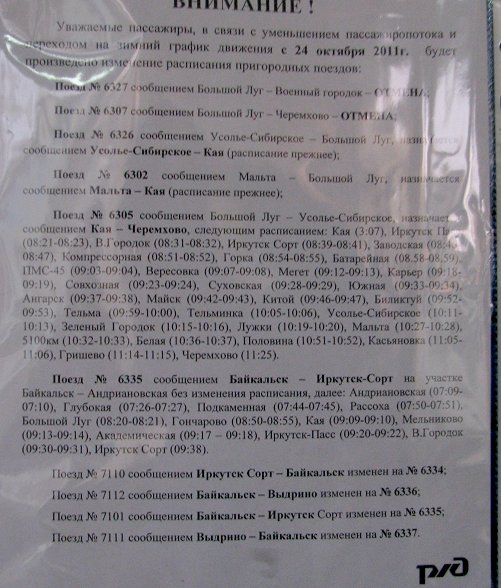 ВНИМАНИЕ !
Уважаемые пассажиры, в связи с уменьшением пассажиропотока и
переходом на зимний график движения с 24 октября 2011г. будет
произведено изменение расписания пригородных поездов:
Поезд № 6327 сообщением Большой Луг – Военный городок – ОТМЕНА;
Поезд № 6307 сообщением Большой Луг – Черемхово – ОТМЕНА;
Поезд № 6326 сообщением Усолье-Сибирское – Большой Луг, назначается
сообщением Усолье-Сибирское – Кая (расписание прежнее);
Поезд № 6302 сообщением Мальта – Большой Луг, назначается
сообщением Мальта – Кая (расписание прежнее);
Поезд № 6305 сообщением Большой Луг – Усолье-Сибирское, назначается
сообщением Кая – Черемхово, следующим расписанием: Кая (3:07), Иркутск Пасс
(08:21-08:23), В.Городок (08:31-08:32), Иркутск Сорт (08:39-08:41), Заводская (08:46-
08:47), Компрессорная (08:51-08:52), Горка (08:54-08:55), Батарейная (08:58-08:59),
ПМС-45 (09:03-09:04), Вересовка (09:07-09:08), Мегет (09:12-09:13), Карьер (09:18-
09:19), Совхозная (09:23-09:24), Суховская (09:28-09:29), Южная (09:33-09:34),
Ангарск (09:37-09:38), Майск (09:42-09:43), Китой (09:46-09:47), Биликтуй (09:52-
09:53), Тельма (09:59-10:00), Тельминка (10:05-10:06), Усолье-Сибирское (10:11-
10:13), Зеленый Городок (10:15-10:16), Лужки (10:19-10:20), Мальта (10:27-10:28),
5100км (10:32-10:33), Белая (10:36-10:37), Половина (10:51-10:52), Касьяновка (11:05-
11:06), Гришево (11:14-11:15), Черемхово (11:25).
Поезд № 6335 сообщением Байкальск – Иркутск-Сорт на участке
Байкальск – Андриановская без изменения расписания, далее: Андриановская (07:09-
07:10), Глубокая (07:26-07:27), Подкаменная (07:44-07:45), Рассоха (07:50-07:51),
Большой Луг (08:20-08:21), Гончарово (08:50-08:55), Кая (09:09-09:10), Мельниково
(09:13-09:14), Академическая (09:17 – 09:18), Иркутск-Пасс (09:20-09:22), В.Городок
(09:30-09:31), Иркутск Сорт (09:38).
Поезд № 7110 сообщением Иркутск Сорт – Байкальск изменен на № 6334;
Поезд № 7112 сообщением Байкальск – Выдрино изменен на № 6336;
Поезд № 7101 сообщением Байкальск – Иркутск Сорт изменен на № 6335;
Поезд № 7111 сообщением Выдрино – Байкальск изменен на № 6337.
РЖД